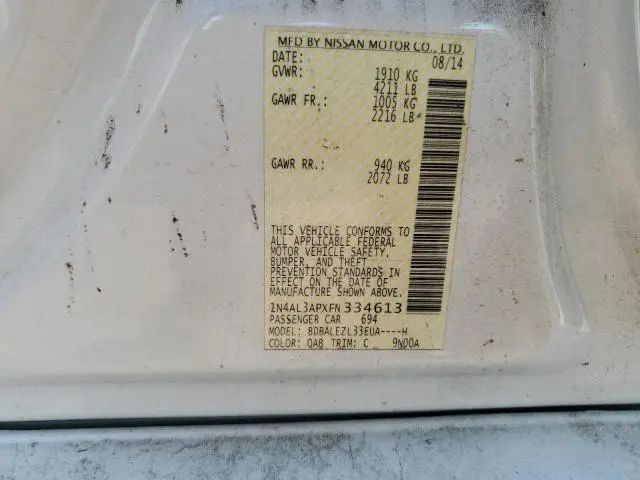 MFD BY NISSAN MOTOR CO., LTD.
DATE: 08/14
GVWR: 1910 KG
4211 LB
GAWR FR.: 1005 KG
2216 LB
GAWR RR.: 940 KG
2072 LB
THIS VEHICLE CONFORMS TO
ALL APPLICABLE FEDERAL
MOTOR VEHICLE SAFETY,
BUMPER, AND THEFT
PREVENTION STANDARDS IN
EFFECT ON THE DATE OF
MANUFACTURE SHOWN ABOVE.
1N4AL3APXFN334613
PASSENGER CAR 694
MODEL: BDBALEZL33EUA----H
COLOR: QAB TRIM: C 9N00A